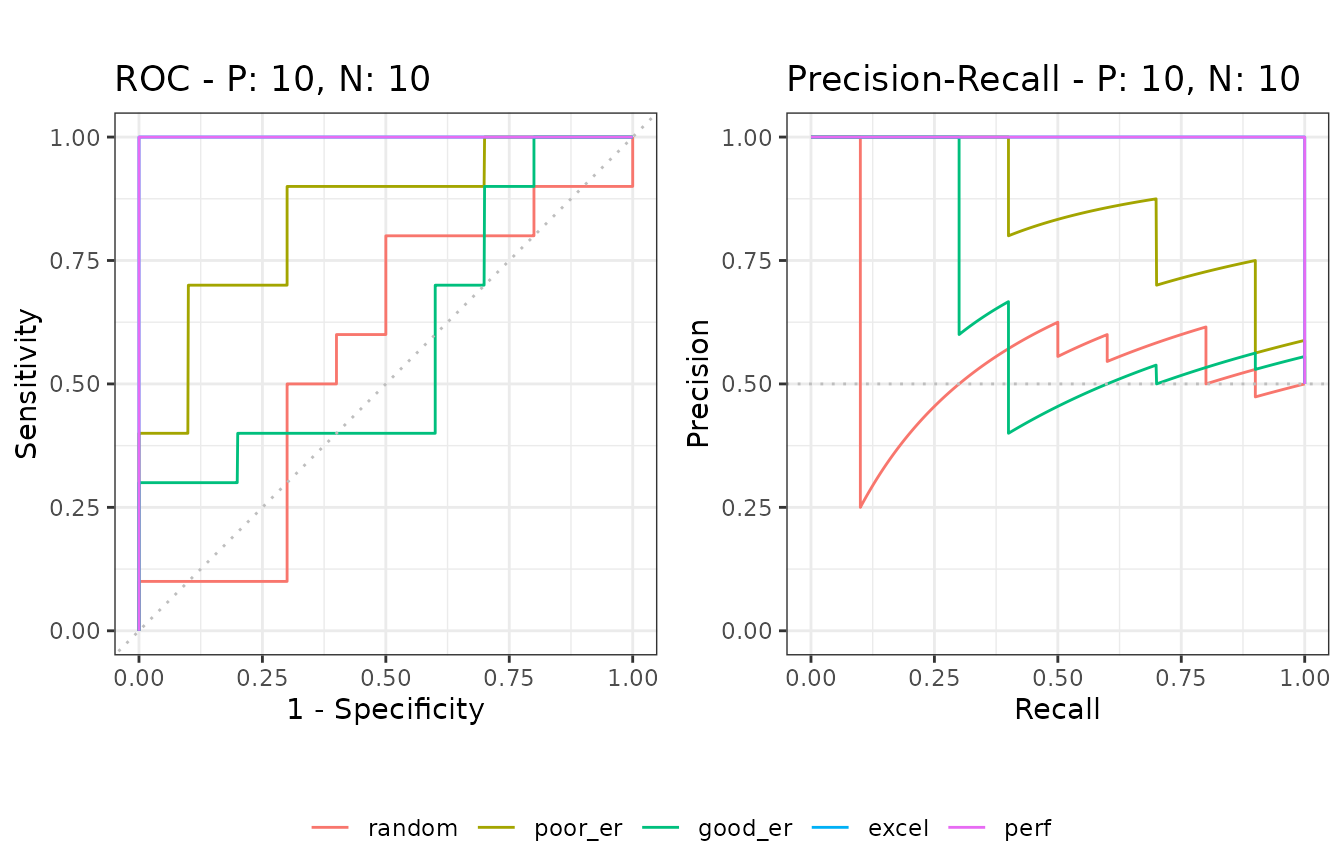 ROC - P: 10, N: 10
Sensitivity
1.00
0.75
0.50
0.25
0.00
0.00 0.25 0.50 0.75 1.00
1 - Specificity
Precision-Recall - P: 10, N: 10
Precision
1.00
0.75
0.50
0.25
0.00
0.00 0.25 0.50 0.75 1.00
Recall
random poor_er good_er excel perf